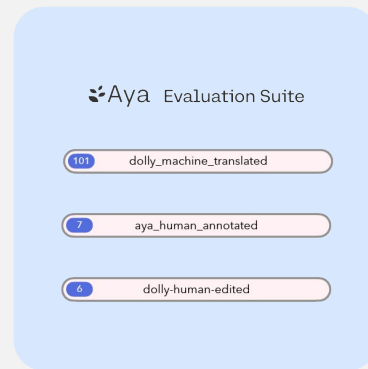 Aya Evaluation Suite
101 dolly_machine_translated
7 aya_human_annotated
6 dolly-human-edited